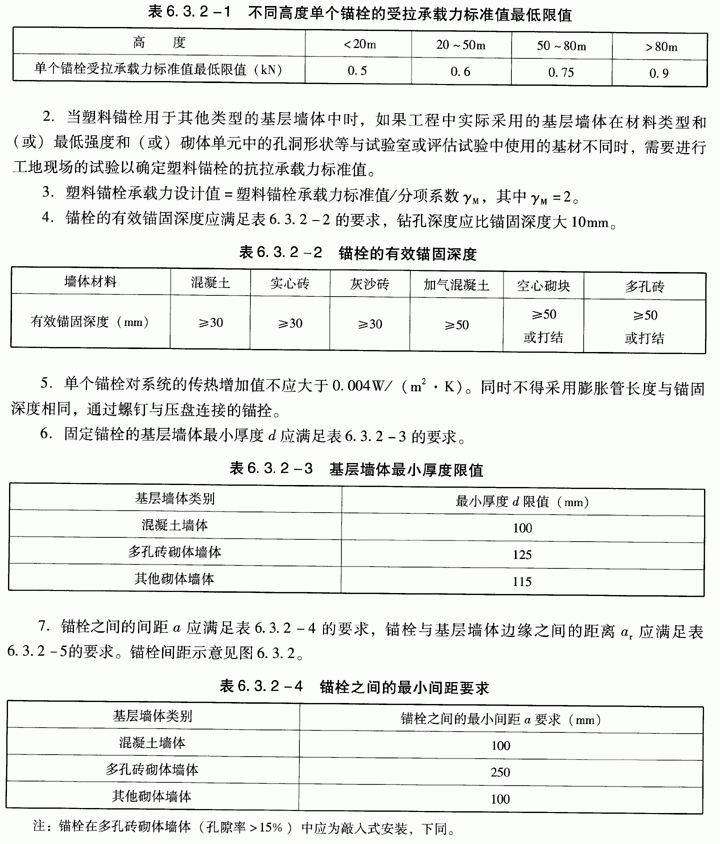 表6.3.2-1 不同高度单个锚栓的受拉承载力标准值最低限值
高 度 <20m 20~50m 50~80m >80m
单个锚栓受拉承载力标准值最低限值(kN) 0.5 0.6 0.75 0.9
2. 当塑料锚栓用于其他类型的基层墙体中时,如果工程中实际采用的基层墙体在材料类型和
(或)最低强度和(或)砌体单元中的孔洞形状等与试验室或评估试验中使用的基材不同时,需要进行
工地现场的试验以确定塑料锚栓的抗拉承载力标准值。
3. 塑料锚栓承载力设计值=塑料锚栓承载力标准值/分项系数γM,其中γM=2。
4. 锚栓的有效锚固深度应满足表6.3.2-2的要求,钻孔深度应比锚固深度大10mm。
表6.3.2-2 锚栓的有效锚固深度
墙体材料 混凝土 实心砖 灰沙砖 加气混凝土 空心砌块 多孔砖
有效锚固深度(mm) ≥30 ≥30 ≥30 ≥50 ≥50 ≥50
或打结 或打结
5. 单个锚栓对系统的传热增加值不应大于0.004W/(m²·K)。同时不得采用膨胀管长度与锚固
深度相同,通过螺钉与压盘连接的锚拴。
6. 固定锚栓的基层墙体最小厚度d应满足表6.3.2-3的要求。
表6.3.2-3 基层墙体最小厚度限值
基层墙体类别 最小厚度d限值(mm)
混凝土墙体 100
多孔砖砌体墙体 125
其他砌体墙体 115
7. 锚栓之间的间距a应满足表6.3.2-4的要求,锚栓与基层墙体边缘之间的距离ar应满足表
6.3.2-5的要求。锚栓间距示意见图6.3.2。
表6.3.2-4 锚栓之间的最小间距要求
基层墙体类别 锚栓之间的最小间距a要求(mm)
混凝土墙体 100
多孔砖砌体墙体 250
其他砌体墙体 100
注:锚栓在多孔砖砌体墙体(孔隙率>15%)中应为敲入式安装,下同。